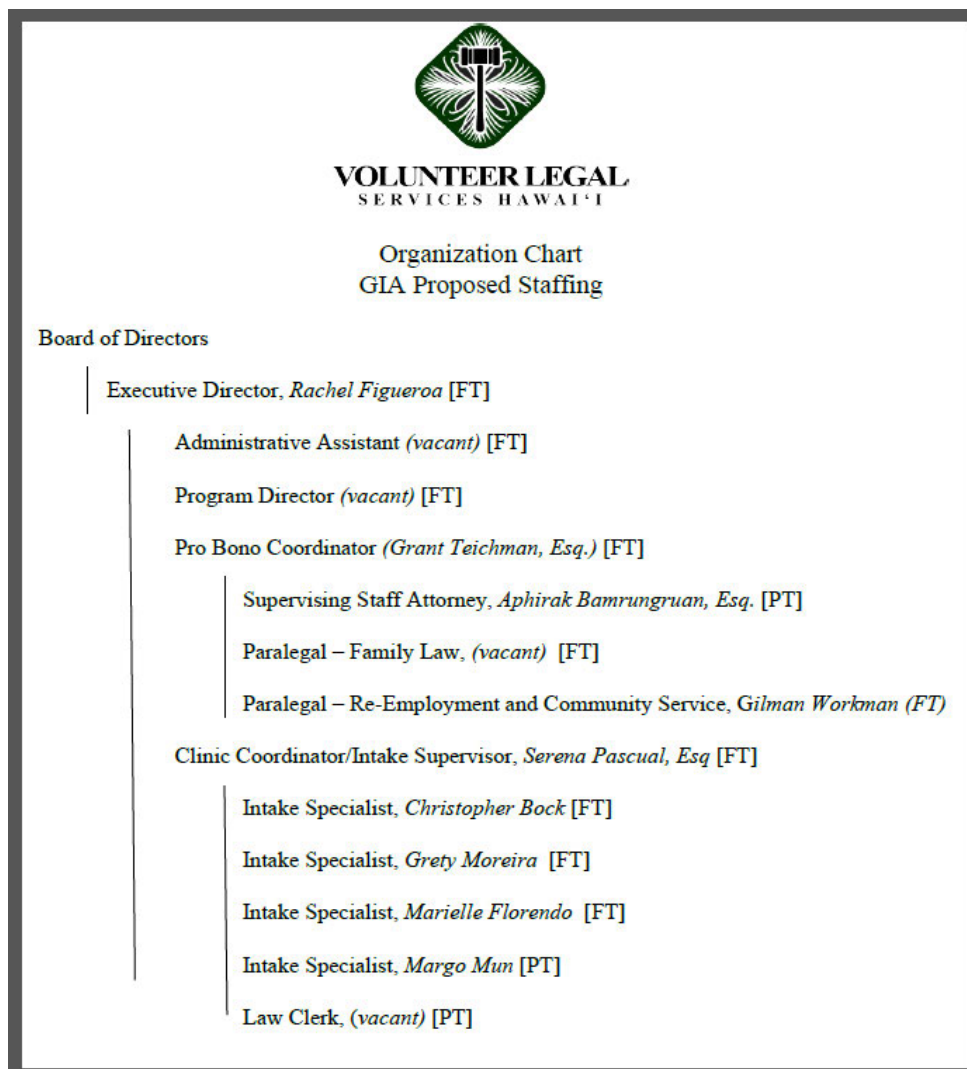 VOLUNTEER LEGAL
SERVICES HAWAIʻI
Organization Chart
GIA Proposed Staffing
Board of Directors
Executive Director, Rachel Figueroa [FT]
Administrative Assistant (vacant) [FT]
Program Director (vacant) [FT]
Pro Bono Coordinator (Grant Teichman, Esq.) [FT]
Supervising Staff Attorney, Aphirak Bamrungruan, Esq. [PT]
Paralegal – Family Law, (vacant) [FT]
Paralegal – Re-Employment and Community Service, Gilman Workman (FT)
Clinic Coordinator/Intake Supervisor, Serena Pascual, Esq [FT]
Intake Specialist, Christopher Bock [FT]
Intake Specialist, Grety Moreira [FT]
Intake Specialist, Marielle Florendo [FT]
Intake Specialist, Margo Mun [PT]
Law Clerk, (vacant) [PT]